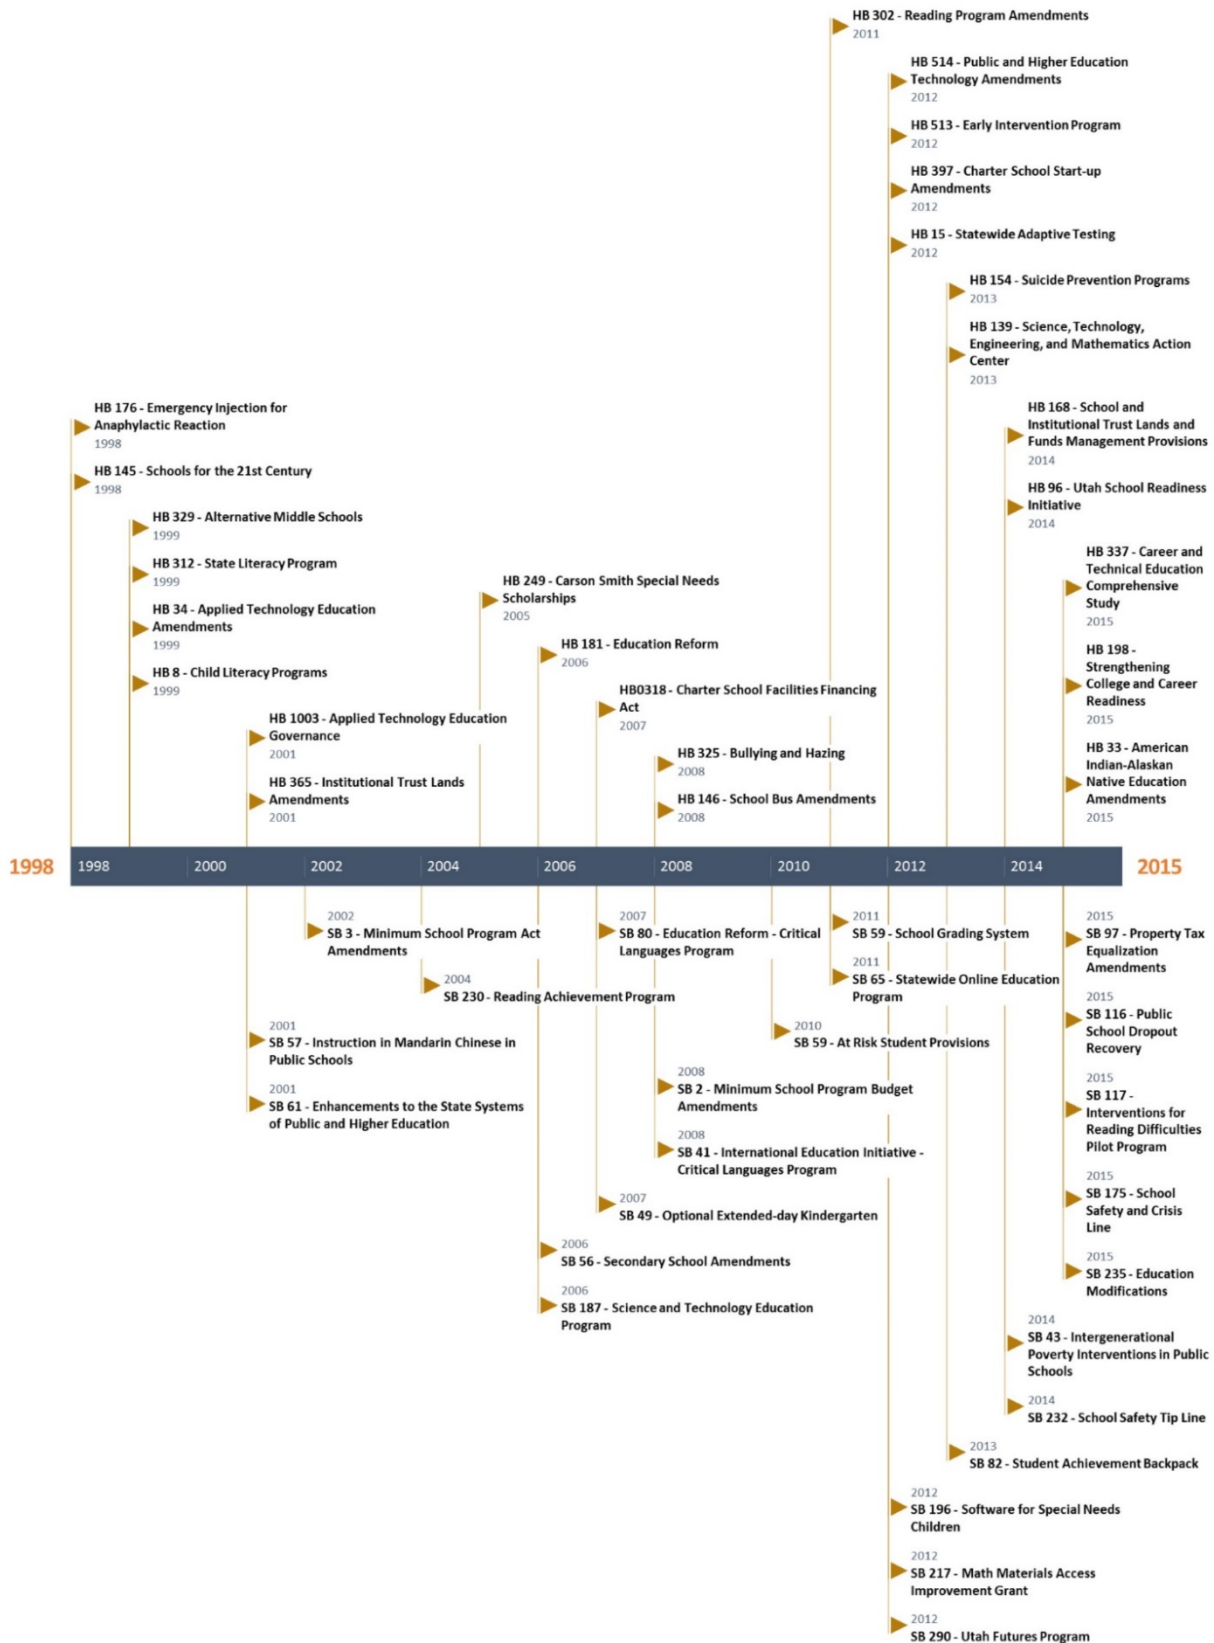 HB 302 - Reading Program Amendments
2011
HB 514 - Public and Higher Education
Technology Amendments
2012
HB 513 - Early Intervention Program
2012
HB 397 - Charter School Start-up
Amendments
2012
HB 15 - Statewide Adaptive Testing
2012
HB 154 - Suicide Prevention Programs
2013
HB 139 - Science, Technology,
Engineering, and Mathematics Action
Center
2013
HB 176 - Emergency Injection for
Anaphylactic Reaction
1998
HB 168 - School and
Institutional Trust Lands and
Funds Management Provisions
2014
HB 145 - Schools for the 21st Century
1998
HB 96 - Utah School Readiness
Initiative
2014
HB 329 - Alternative Middle Schools
1999
HB 312 - State Literacy Program
1999
HB 337 - Career and
Technical Education
Comprehensive
Study
2015
HB 249 - Carson Smith Special Needs
Scholarships
2005
HB 34 - Applied Technology Education
Amendments
1999
HB 181 - Education Reform
2006
HB 198 -
Strengthening
College and Career
Readiness
2015
HB 8 - Child Literacy Programs
1999
HB0318 - Charter School Facilities Financing
Act
2007
HB 1003 - Applied Technology Education
Governance
2001
HB 325 - Bullying and Hazing
2008
HB 33 - American
Indian-Alaskan
Native Education
Amendments
2015
HB 365 - Institutional Trust Lands
Amendments
2001
HB 146 - School Bus Amendments
2008
1998 1998 2000 2002 2004 2006 2008 2010 2012 2014 2015
2002
SB 3 - Minimum School Program Act
Amendments
2007
SB 80 - Education Reform - Critical
Languages Program
2011
SB 59 - School Grading System
2015
SB 97 - Property Tax
Equalization
Amendments
2004
SB 230 - Reading Achievement Program
2011
SB 65 - Statewide Online Education
Program
2015
SB 116 - Public
School Dropout
Recovery
2001
SB 57 - Instruction in Mandarin Chinese in
Public Schools
2010
SB 59 - At Risk Student Provisions
2008
SB 2 - Minimum School Program Budget
Amendments
2015
SB 117 -
Interventions for
Reading Difficulties
Pilot Program
2001
SB 61 - Enhancements to the State Systems
of Public and Higher Education
2008
SB 41 - International Education Initiative -
Critical Languages Program
2015
SB 175 - School
Safety and Crisis
Line
2007
SB 49 - Optional Extended-day Kindergarten
2006
SB 56 - Secondary School Amendments
2015
SB 235 - Education
Modifications
2006
SB 187 - Science and Technology Education
Program
2014
SB 43 - Intergenerational
Poverty Interventions in Public
Schools
2014
SB 232 - School Safety Tip Line
2013
SB 82 - Student Achievement Backpack
2012
SB 196 - Software for Special Needs
Children
2012
SB 217 - Math Materials Access
Improvement Grant
2012
SB 290 - Utah Futures Program